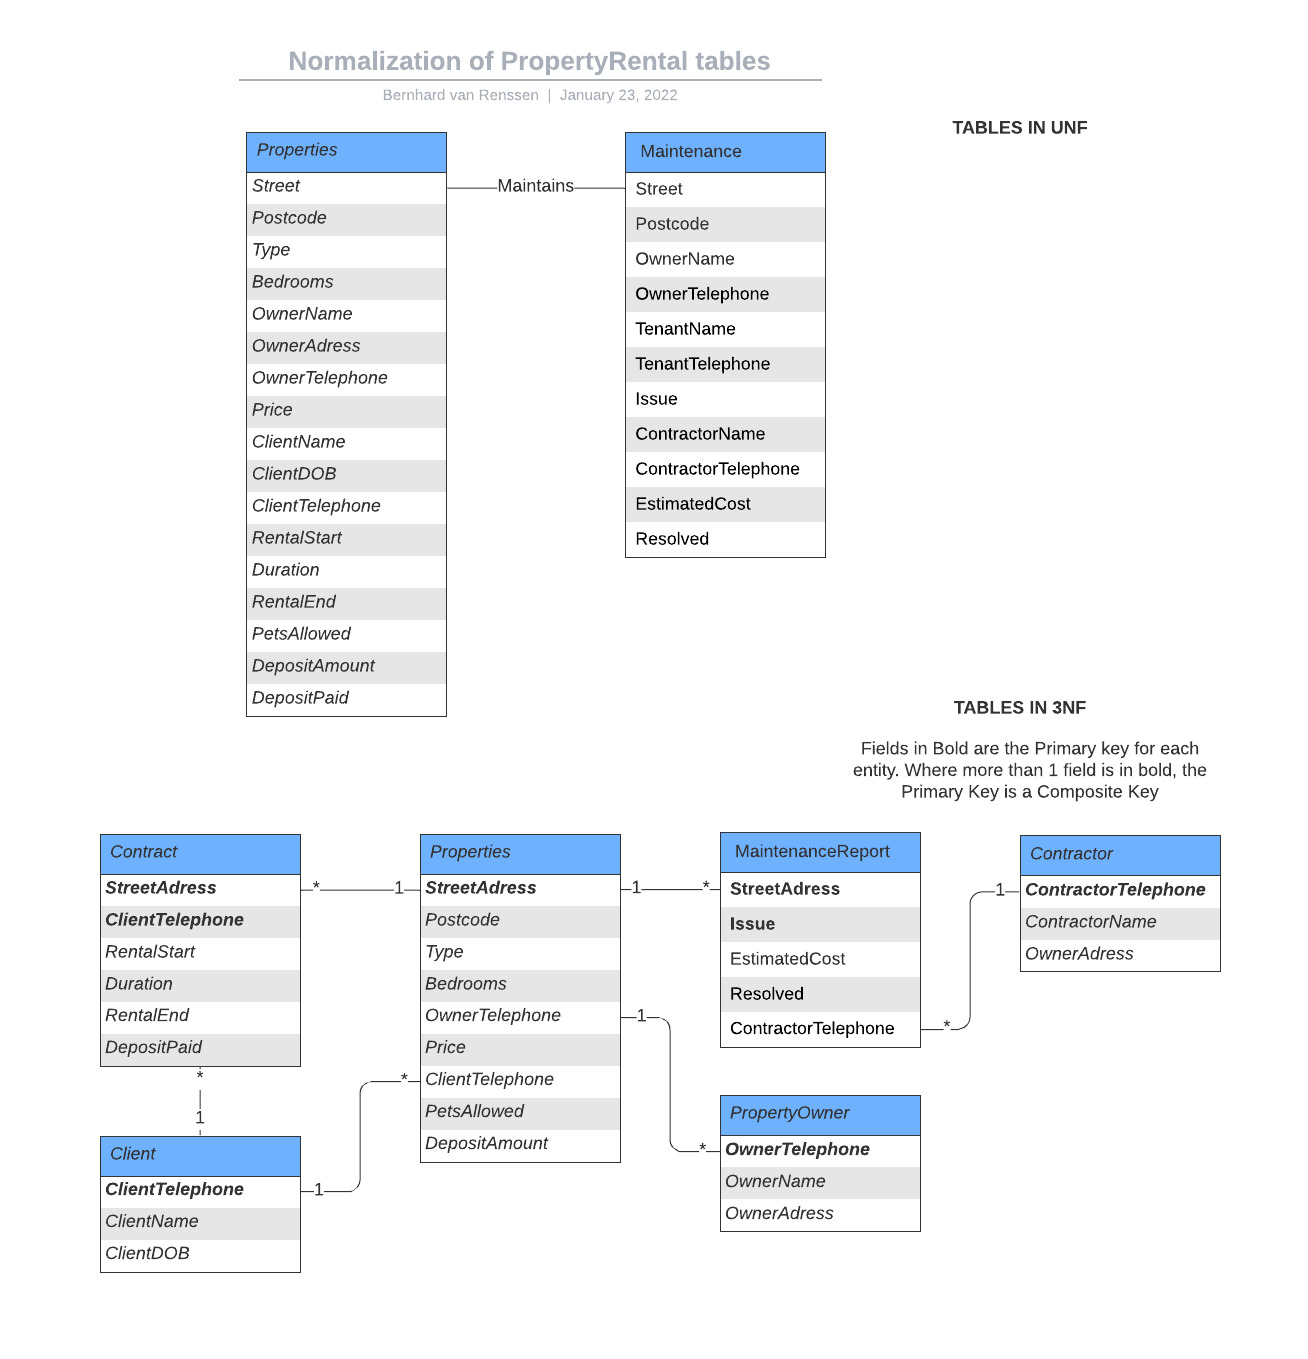 Normalization of PropertyRental tables
Bernhard van Renssen | January 23, 2022
TABLES IN UNF
Properties
Street
Postcode
Type
Bedrooms
OwnerName
OwnerAdress
OwnerTelephone
Price
ClientName
ClientDOB
ClientTelephone
RentalStart
Duration
RentalEnd
PetsAllowed
DepositAmount
DepositPaid
Maintains
Maintenance
Street
Postcode
OwnerName
OwnerTelephone
TenantName
TenantTelephone
Issue
ContractorName
ContractorTelephone
EstimatedCost
Resolved
TABLES IN 3NF
Fields in Bold are the Primary key for each
entity. Where more than 1 field is in bold, the
Primary Key is a Composite Key
Contract
StreetAdress
ClientTelephone
RentalStart
Duration
RentalEnd
DepositPaid
*
1
*
1
Client
ClientTelephone
ClientName
ClientDOB
1
*
Properties
StreetAdress
Postcode
Type
Bedrooms
OwnerTelephone
Price
ClientTelephone
PetsAllowed
DepositAmount
1
*
1
*
MaintenanceReport
StreetAdress
Issue
EstimatedCost
Resolved
ContractorTelephone
*
1
PropertyOwner
OwnerTelephone
OwnerName
OwnerAdress
Contractor
ContractorTelephone
ContractorName
OwnerAdress